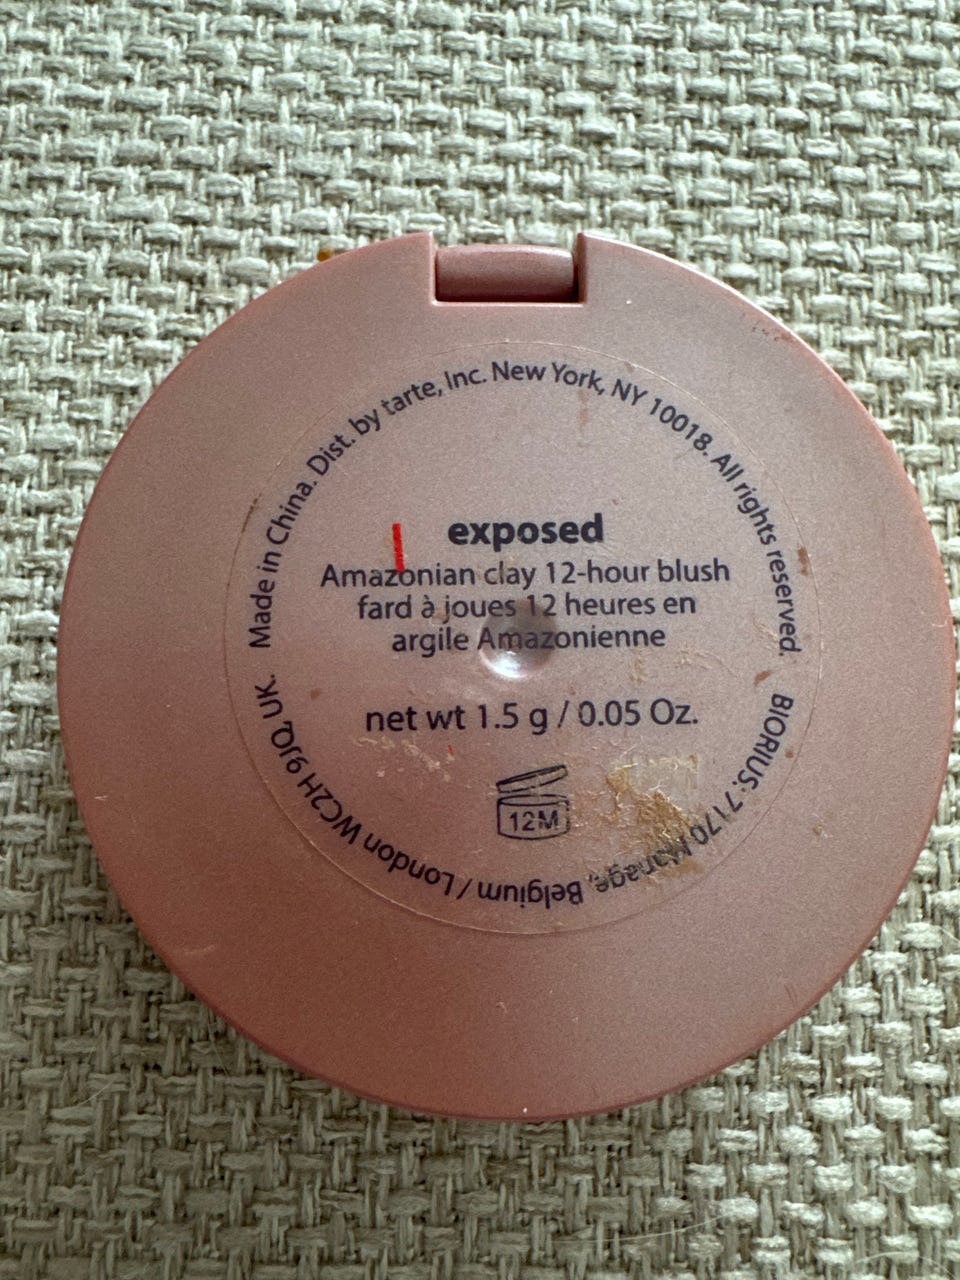 Made in China. Dist. by tarte, Inc. New York, NY 10018. All rights reserved.
exposed
Amazonian clay 12-hour blush
fard à joues 12 heures en
argile Amazonienne
net wt 1.5 g / 0.05 Oz.
12M
BIORIUS: 7170 Manage, Belgium / London WC2H 9JQ, UK.